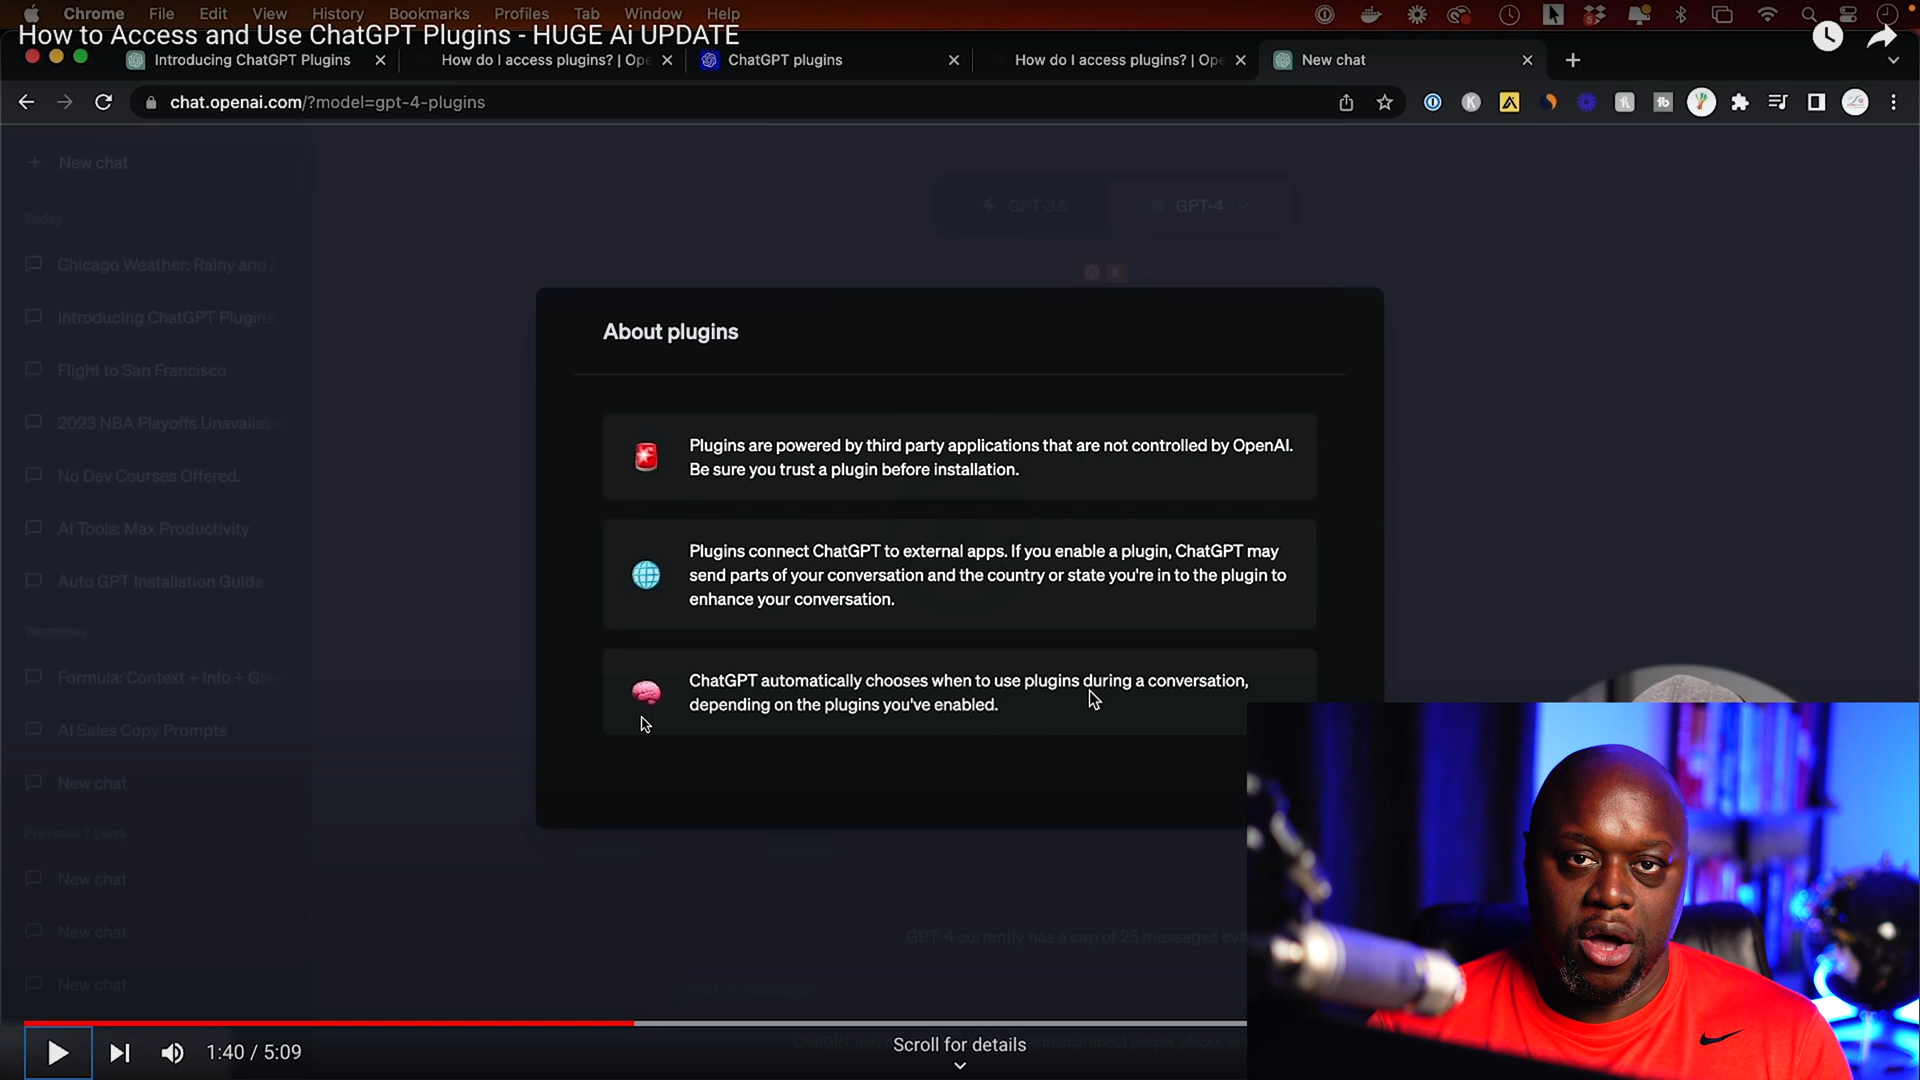 Chrome File Edit View History Bookmarks Profiles Tab Window Help
How to Access and Use ChatGPT Plugins - HUGE Ai UPDATE
Introducing ChatGPT Plugins
How do I access plugins? | Ope
ChatGPT plugins
How do I access plugins? | Ope
New chat
chat.openai.com/?model=gpt-4-plugins
New chat
GPT-3.5
GPT-4
Today
Chicago Weather: Rainy and
Introducing ChatGPT Plugins
Flight to San Francisco
2023 NBA Playoffs
No Dev Courses Offered.
AI Tools: Max Productivity
Auto GPT Installation Guide
Yesterday
Formula: Context + Info +
AI Sales Copy Prompts
New chat
Previous 7 Days
New chat
New chat
New chat
About plugins
Plugins are powered by third party applications that are not controlled by OpenAI.
Be sure you trust a plugin before installation.
Plugins connect ChatGPT to external apps. If you enable a plugin, ChatGPT may
send parts of your conversation and the country or state you're in to the plugin to
enhance your conversation.
ChatGPT automatically chooses when to use plugins during a conversation,
depending on the plugins you've enabled.
GPT-4 currently has a cap of 25 messages
1:40 / 5:09
Scroll for details